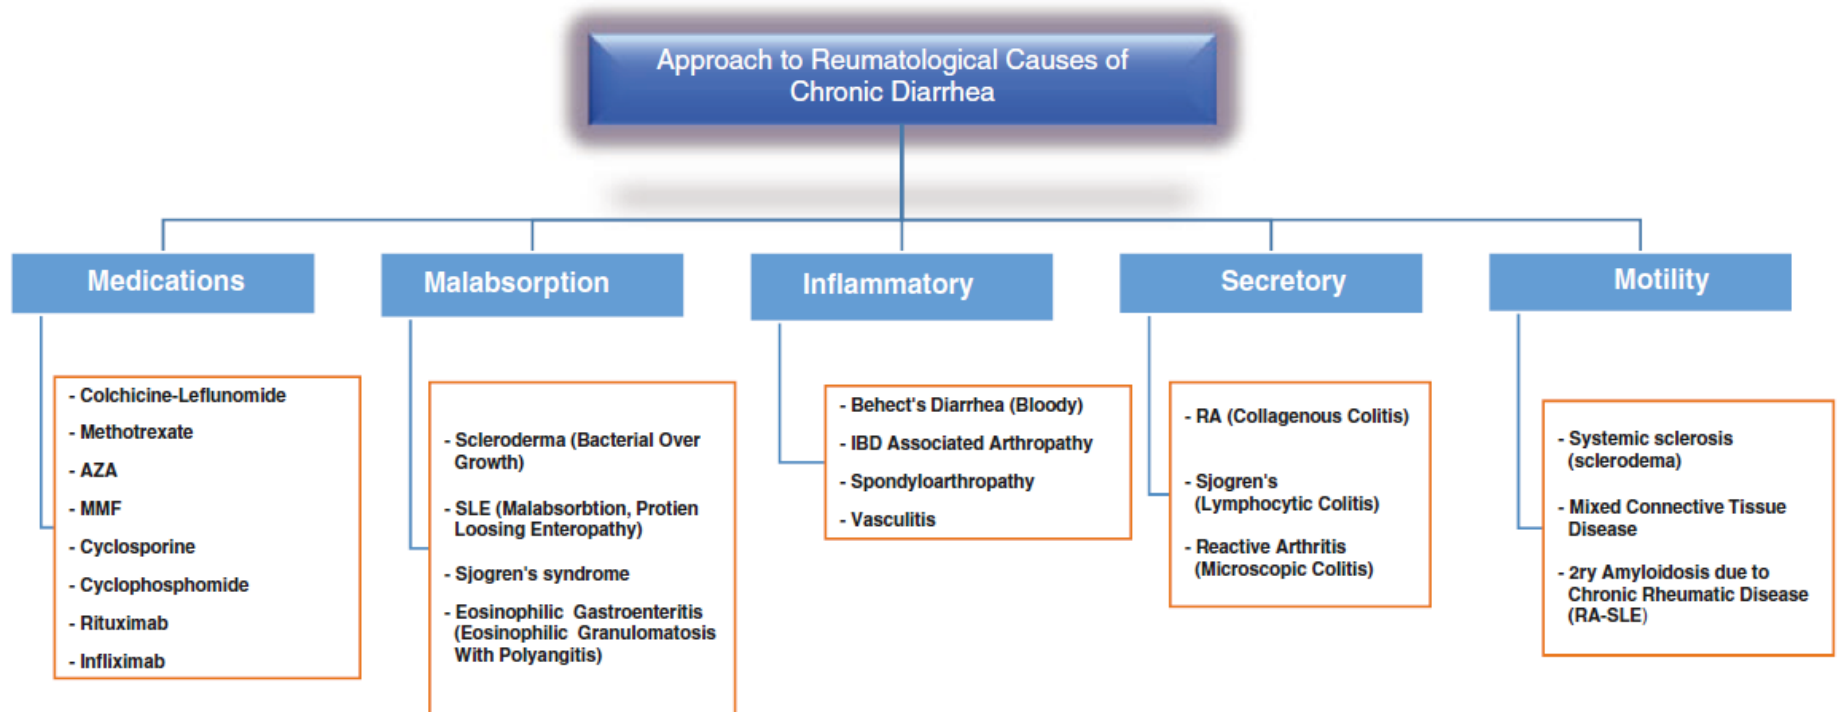 Approach to Reumatological Causes of
Chronic Diarrhea
Medications
- Colchicine-Leflunomide
- Methotrexate
- AZA
- MMF
- Cyclosporine
- Cyclophosphomide
- Rituximab
- Infliximab
Malabsorption
- Scleroderma (Bacterial Over
Growth)
- SLE (Malabsorbtion, Protien
Loosing Enteropathy)
- Sjogren's syndrome
- Eosinophilic Gastroenteritis
(Eosinophilic Granulomatosis
With Polyangitis)
Inflammatory
- Behect's Diarrhea (Bloody)
- IBD Associated Arthropathy
- Spondyloarthropathy
- Vasculitis
Secretory
- RA (Collagenous Colitis)
- Sjogren's
(Lymphocytic Colitis)
- Reactive Arthritis
(Microscopic Colitis)
Motility
- Systemic sclerosis
(sclerodema)
- Mixed Connective Tissue
Disease
- 2ry Amyloidosis due to
Chronic Rheumatic Disease
(RA-SLE)